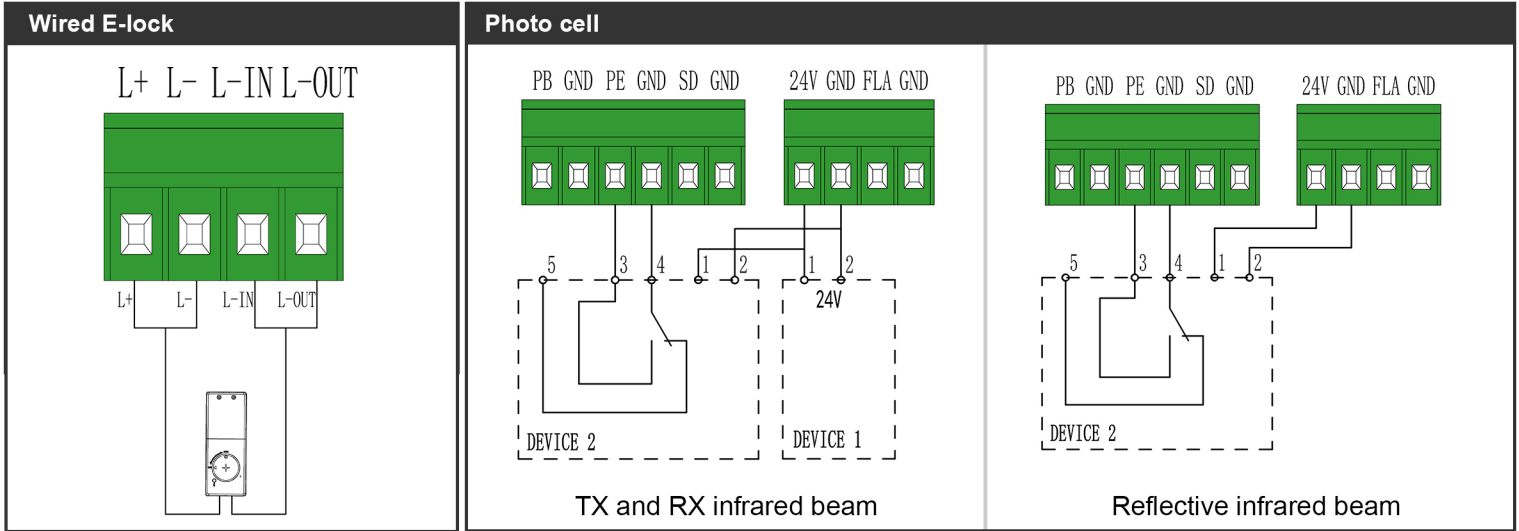 Wired E-lock
L+ L- L-IN L-OUT
L+ L- L-IN L-OUT
Photo cell
PB GND PE GND SD GND 24V GND FLA GND
5 3 4 1 2 1 2
24V
DEVICE 2 DEVICE 1
TX and RX infrared beam
PB GND PE GND SD GND 24V GND FLA GND
5 3 4 1 2
DEVICE 2
Reflective infrared beam